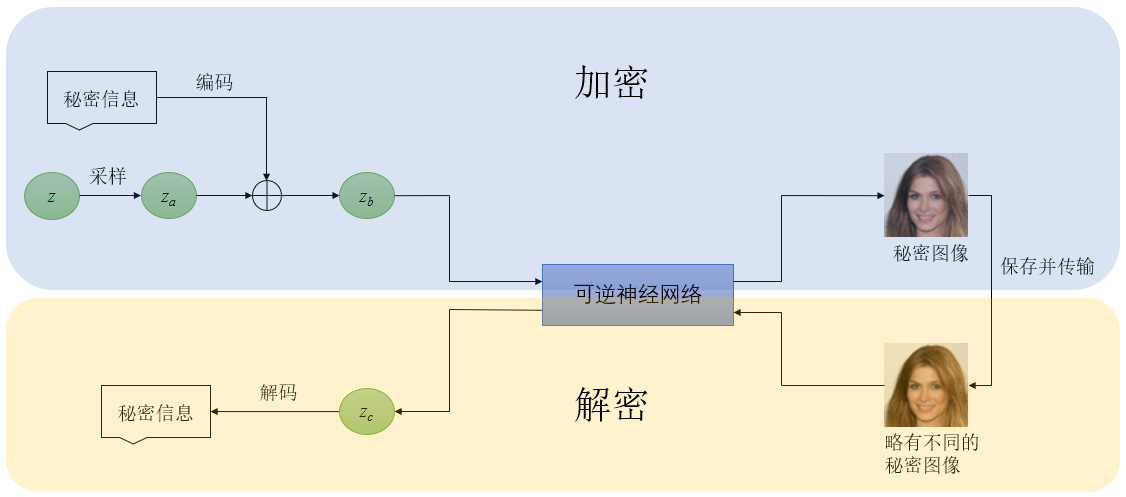 加密
秘密信息
编码
z
采样
z_a
z_b
秘密图像
保存并传输
可逆神经网络
解密
秘密信息
解码
z_c
略有不同的
秘密图像